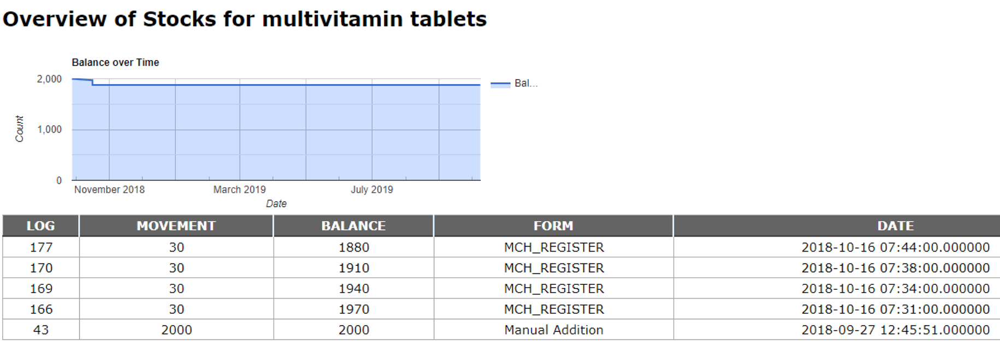 Overview of Stocks for multivitamin tablets
Balance over Time
2,000
Bal...
1,000
Count
0
November 2018 March 2019 July 2019
Date
LOG MOVEMENT BALANCE FORM DATE
177 30 1880 MCH_REGISTER 2018-10-16 07:44:00.000000
170 30 1910 MCH_REGISTER 2018-10-16 07:38:00.000000
169 30 1940 MCH_REGISTER 2018-10-16 07:34:00.000000
166 30 1970 MCH_REGISTER 2018-10-16 07:31:00.000000
43 2000 2000 Manual Addition 2018-09-27 12:45:51.000000